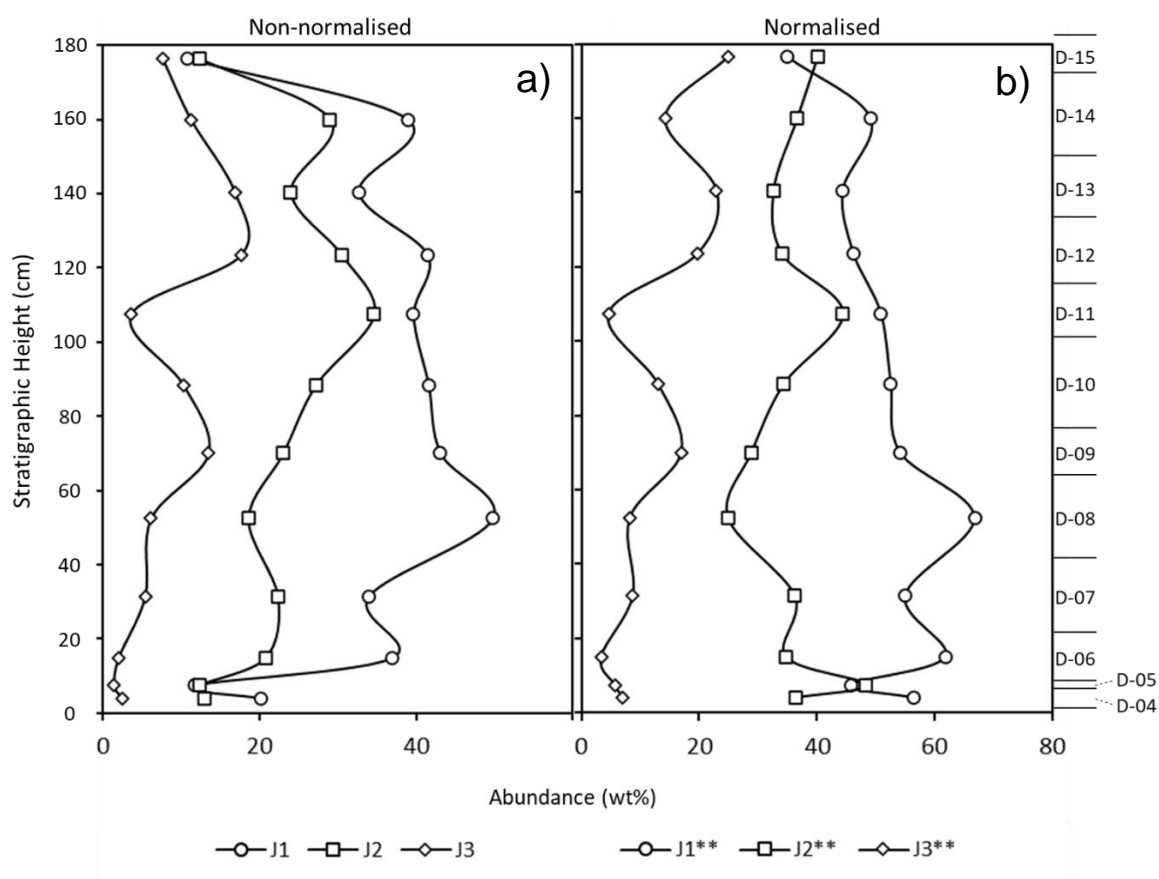 Non-normalised
Normalised
a)
b)
180
160
140
120
100
80
60
40
20
0
Stratigraphic Height (cm)
0 20 40
0 20 40 60 80
D-15
D-14
D-13
D-12
D-11
D-10
D-09
D-08
D-07
D-06
D-05
D-04
Abundance (wt%)
J1 J2 J3
J1** J2** J3**